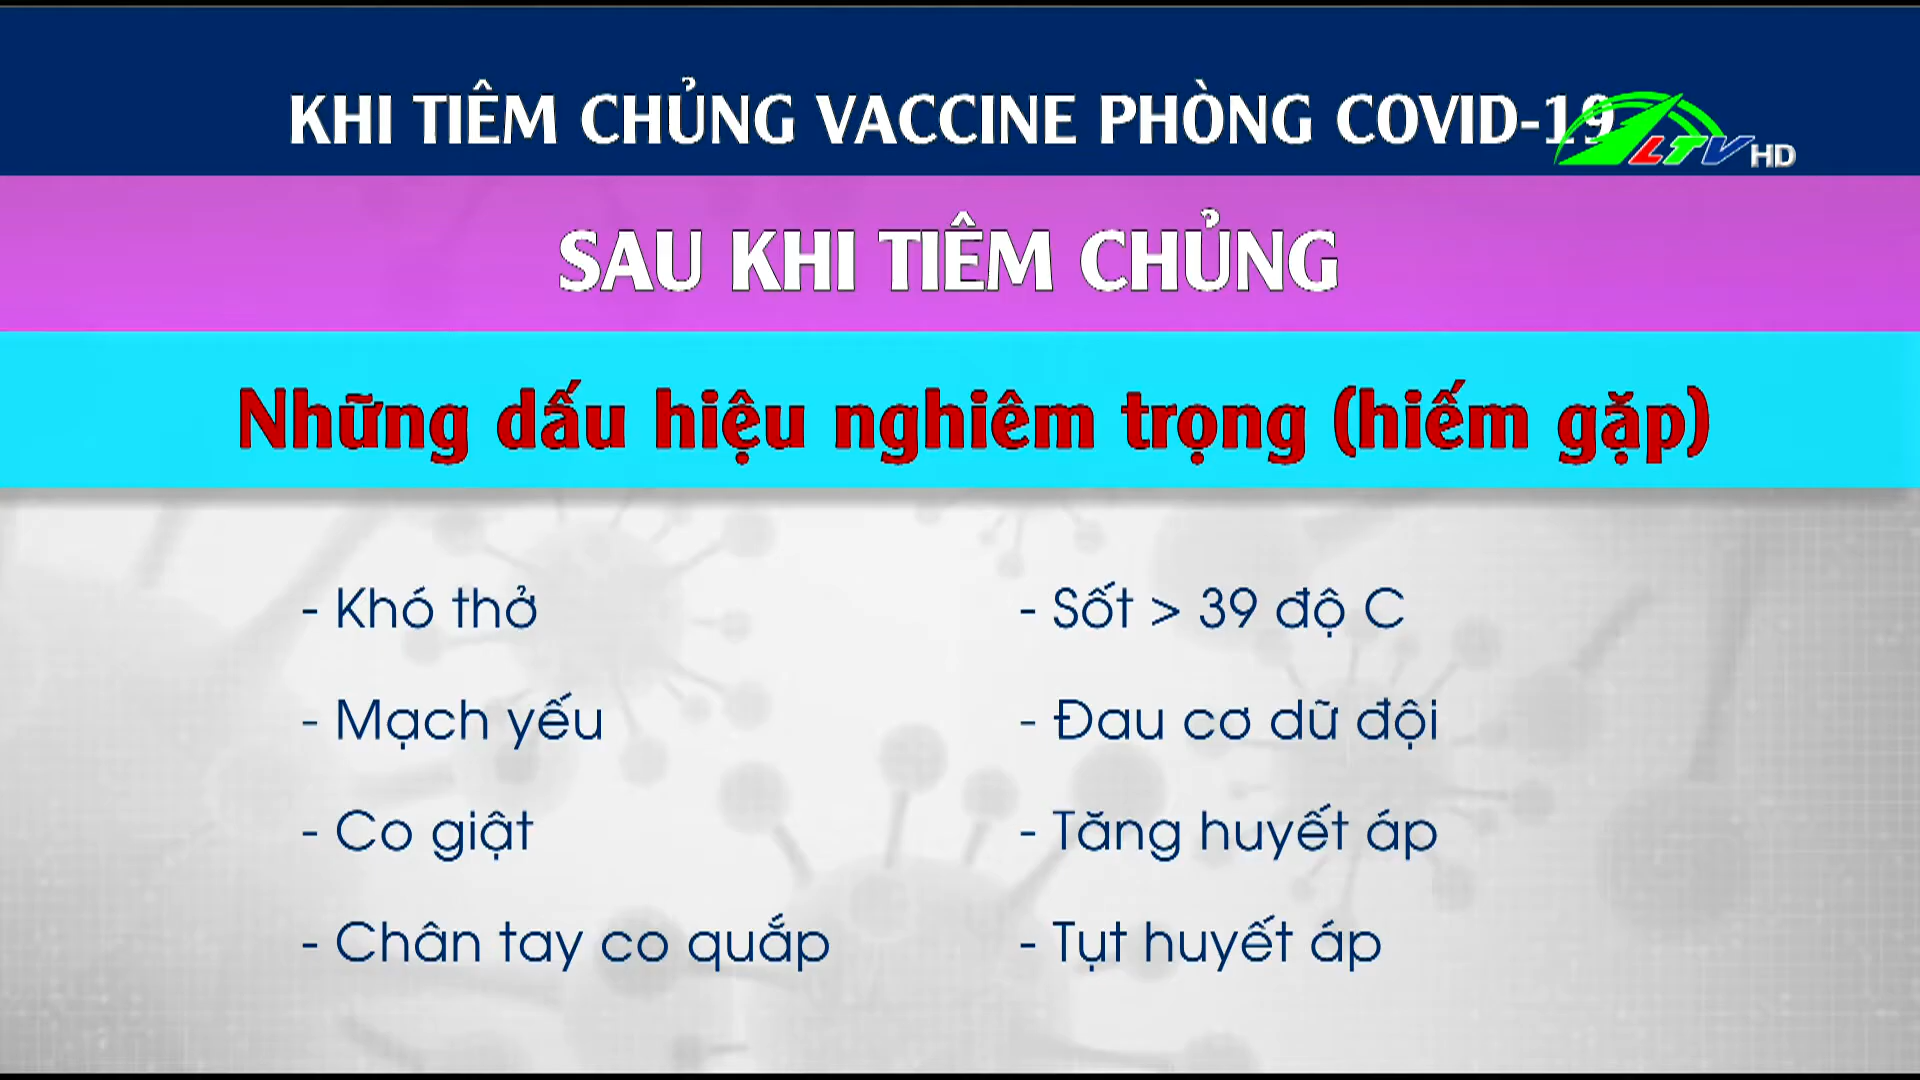 KHI TIÊM CHỦNG VACCINE PHÒNG COVID-19
LTV HD
SAU KHI TIÊM CHỦNG
Những dấu hiệu nghiêm trọng (hiếm gặp)
- Khó thở
- Mạch yếu
- Co giật
- Chân tay co quắp
- Sốt > 39 độ C
- Đau cơ dữ đội
- Tăng huyết áp
- Tụt huyết áp